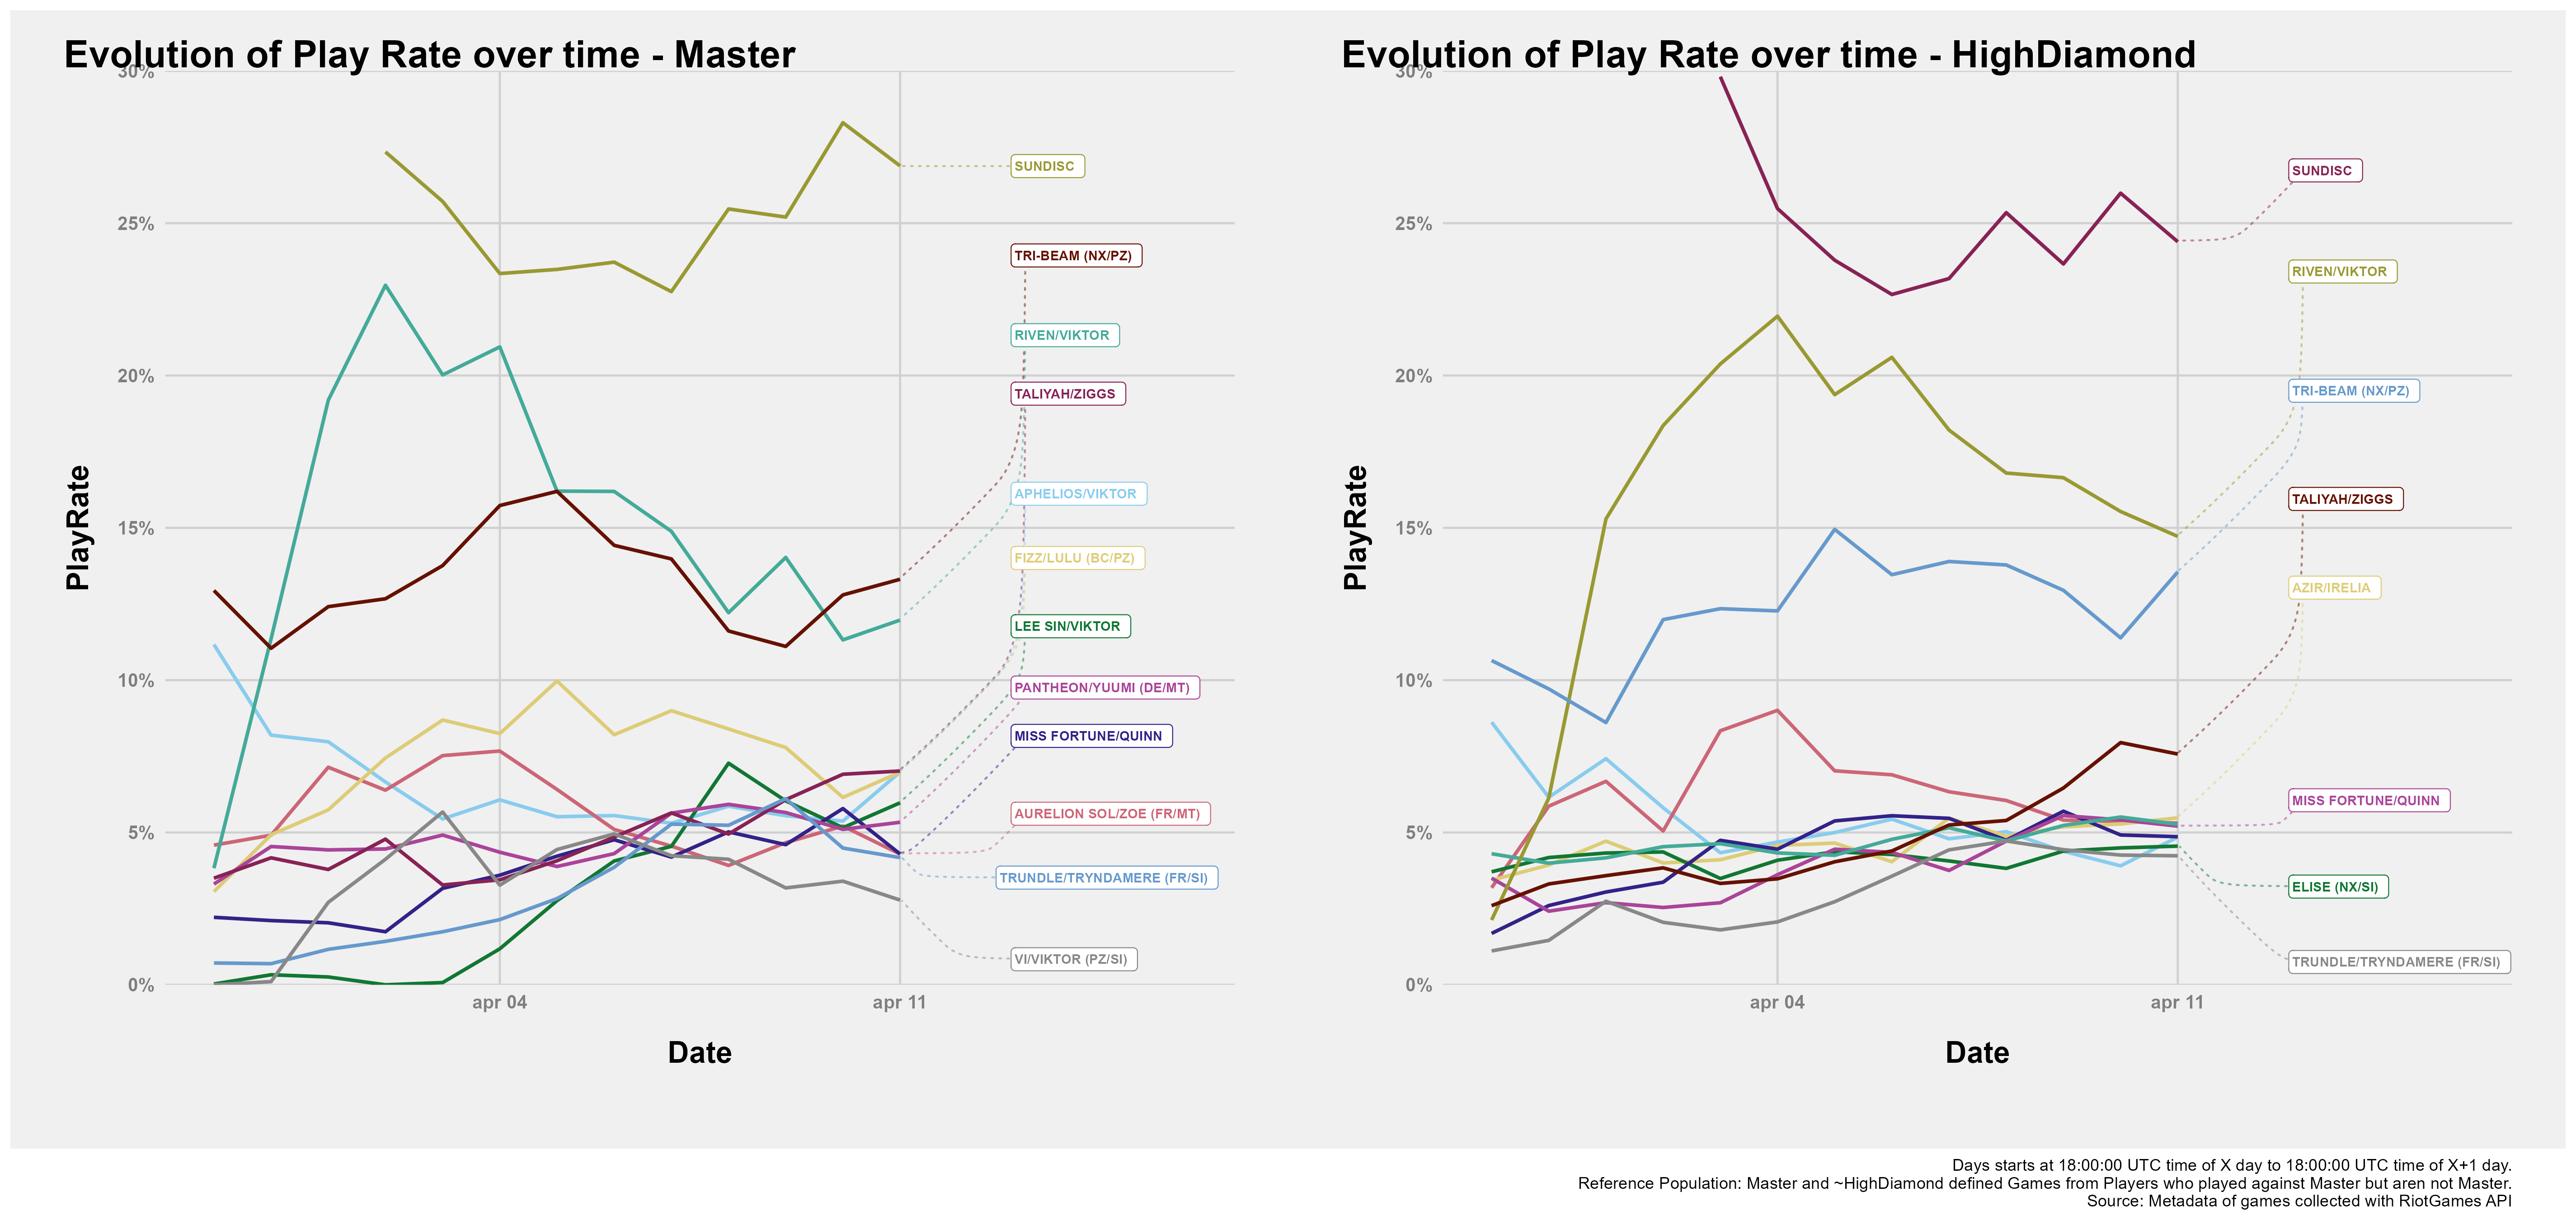 Evolution of Play Rate over time - Master
30%
25%
20%
15%
10%
5%
0%
PlayRate
apr 04
apr 11
Date
SUNDISC
TRI-BEAM (NX/PZ)
RIVEN/VIKTOR
TALIYAH/ZIGGS
APHELIOS/VIKTOR
FIZZ/LULU (BC/PZ)
LEE SIN/VIKTOR
PANTHEON/YUUMI (DE/MT)
MISS FORTUNE/QUINN
AURELION SOL/ZOE (FR/MT)
TRUNDLE/TRYNDAMERE (FR/SI)
VI/VIKTOR (PZ/SI)
Evolution of Play Rate over time - HighDiamond
30%
25%
20%
15%
10%
5%
0%
PlayRate
apr 04
apr 11
Date
SUNDISC
RIVEN/VIKTOR
TRI-BEAM (NX/PZ)
TALIYAH/ZIGGS
AZIR/IRELIA
MISS FORTUNE/QUINN
ELISE (NX/SI)
TRUNDLE/TRYNDAMERE (FR/SI)
Days starts at 18:00:00 UTC time of X day to 18:00:00 UTC time of X+1 day.
Reference Population: Master and ~HighDiamond defined Games from Players who played against Master but aren not Master.
Source: Metadata of games collected with RiotGames API